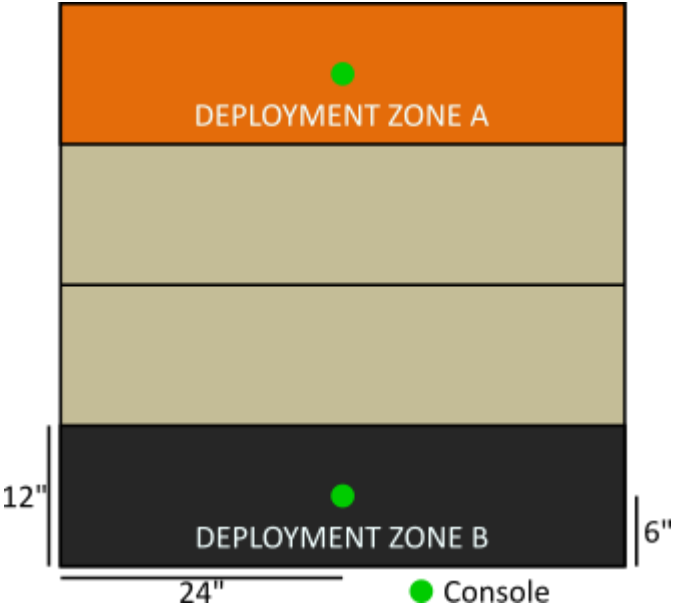 DEPLOYMENT ZONE A
12"
DEPLOYMENT ZONE B
6"
24"
Console